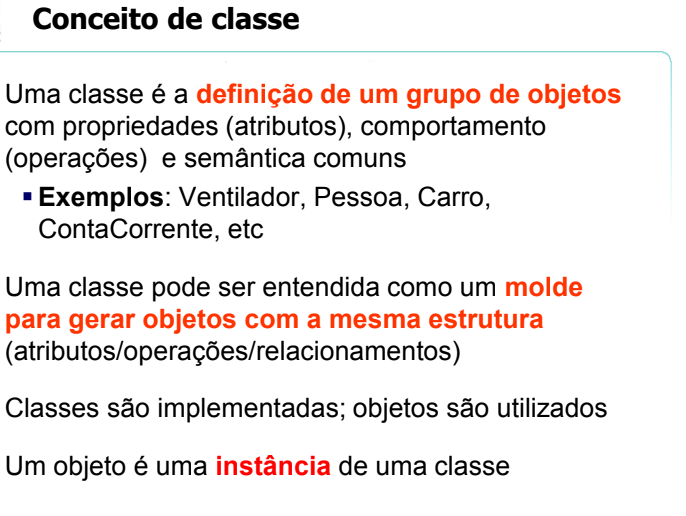 Conceito de classe
Uma classe é a definição de um grupo de objetos
com propriedades (atributos), comportamento
(operações) e semântica comuns
▪ Exemplos: Ventilador, Pessoa, Carro,
ContaCorrente, etc
Uma classe pode ser entendida como um molde
para gerar objetos com a mesma estrutura
(atributos/operações/relacionamentos)
Classes são implementadas; objetos são utilizados
Um objeto é uma instância de uma classe